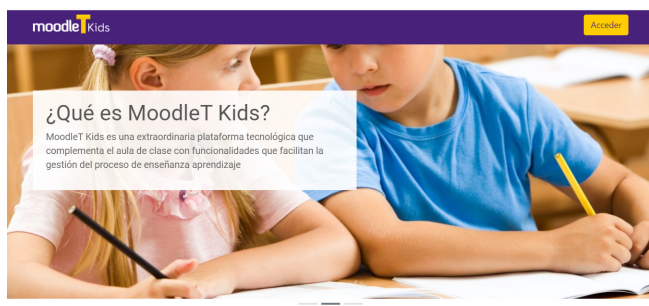 moodle T Kids
Acceder
¿Qué es MoodleT Kids?
MoodleT Kids es una extraordinaria plataforma tecnológica que
complementa el aula de clase con funcionalidades que facilitan la
gestión del proceso de enseñanza aprendizaje